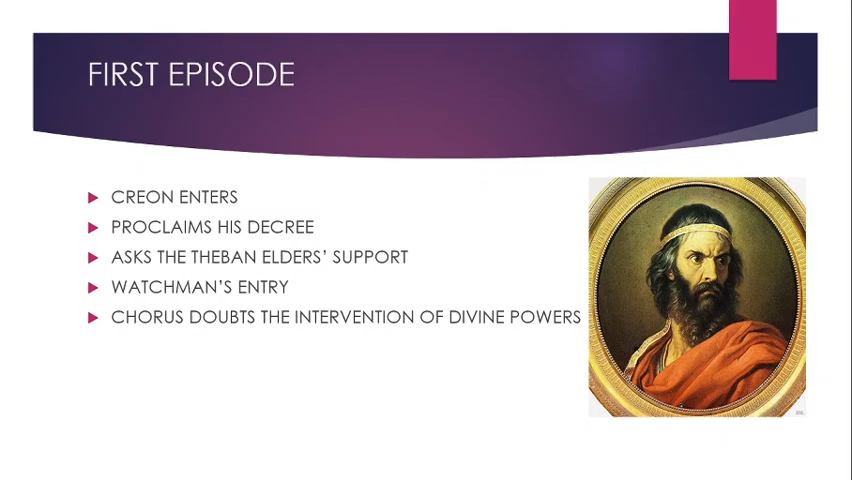 FIRST EPISODE
CREON ENTERS
PROCLAIMS HIS DECREE
ASKS THE THEBAN ELDERS’ SUPPORT
WATCHMAN’S ENTRY
CHORUS DOUBTS THE INTERVENTION OF DIVINE POWERS